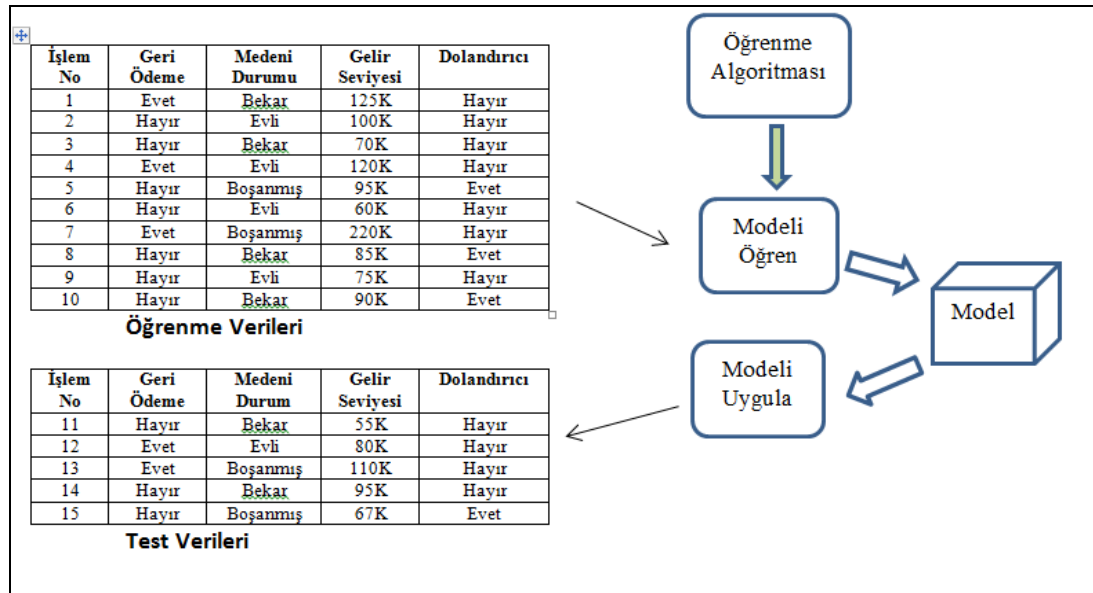 İşlem No Geri Ödeme Medeni Durumu Gelir Seviyesi Dolandırıcı
1 Evet Bekar 125K Hayır
2 Hayır Evli 100K Hayır
3 Hayır Bekar 70K Hayır
4 Evet Evli 120K Hayır
5 Hayır Boşanmış 95K Evet
6 Hayır Evli 60K Hayır
7 Evet Boşanmış 220K Hayır
8 Hayır Bekar 85K Evet
9 Hayır Evli 75K Hayır
10 Hayır Bekar 90K Evet
Öğrenme Verileri
İşlem No Geri Ödeme Medeni Durum Gelir Seviyesi Dolandırıcı
11 Hayır Bekar 55K Hayır
12 Evet Evli 80K Hayır
13 Evet Boşanmış 110K Hayır
14 Hayır Bekar 95K Hayır
15 Hayır Boşanmış 67K Evet
Test Verileri
Öğrenme
Algoritması
Modeli
Öğren
Model
Modeli
Uygula